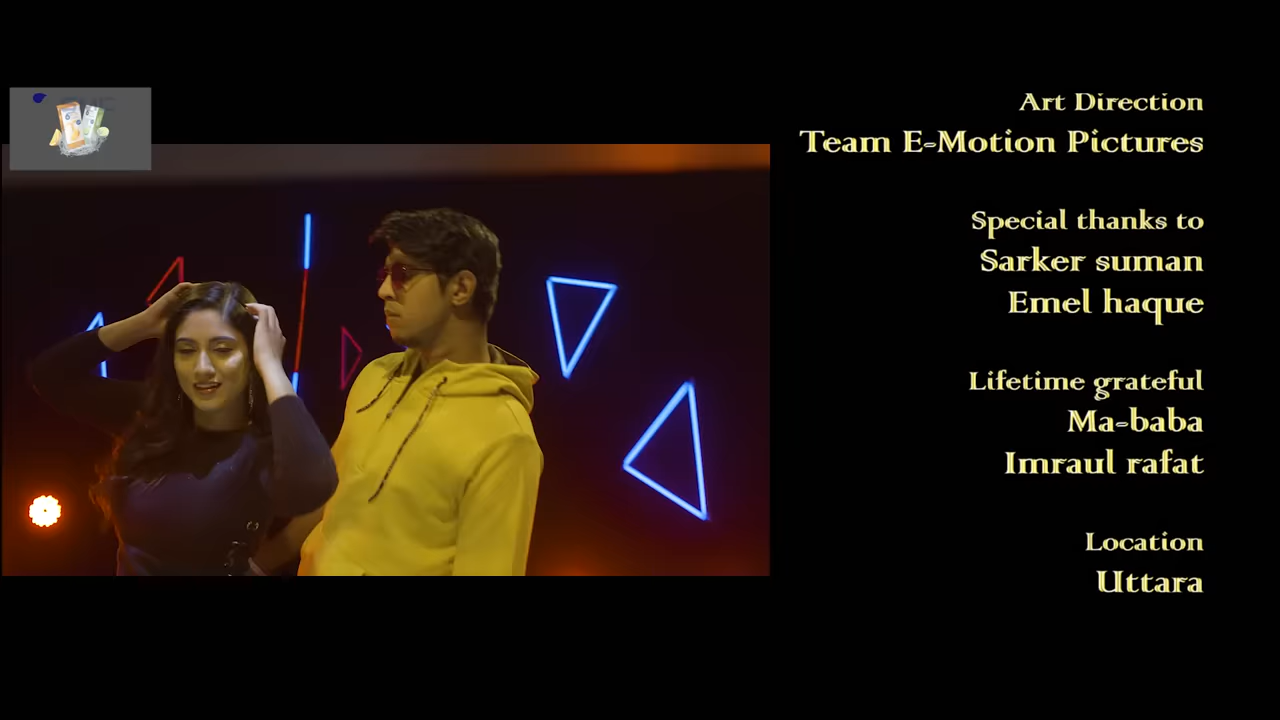 Art Direction
Team E-Motion Pictures
Special thanks to
Sarker suman
Emel haque
Lifetime grateful
Ma-baba
Imraul rafat
Location
Uttara